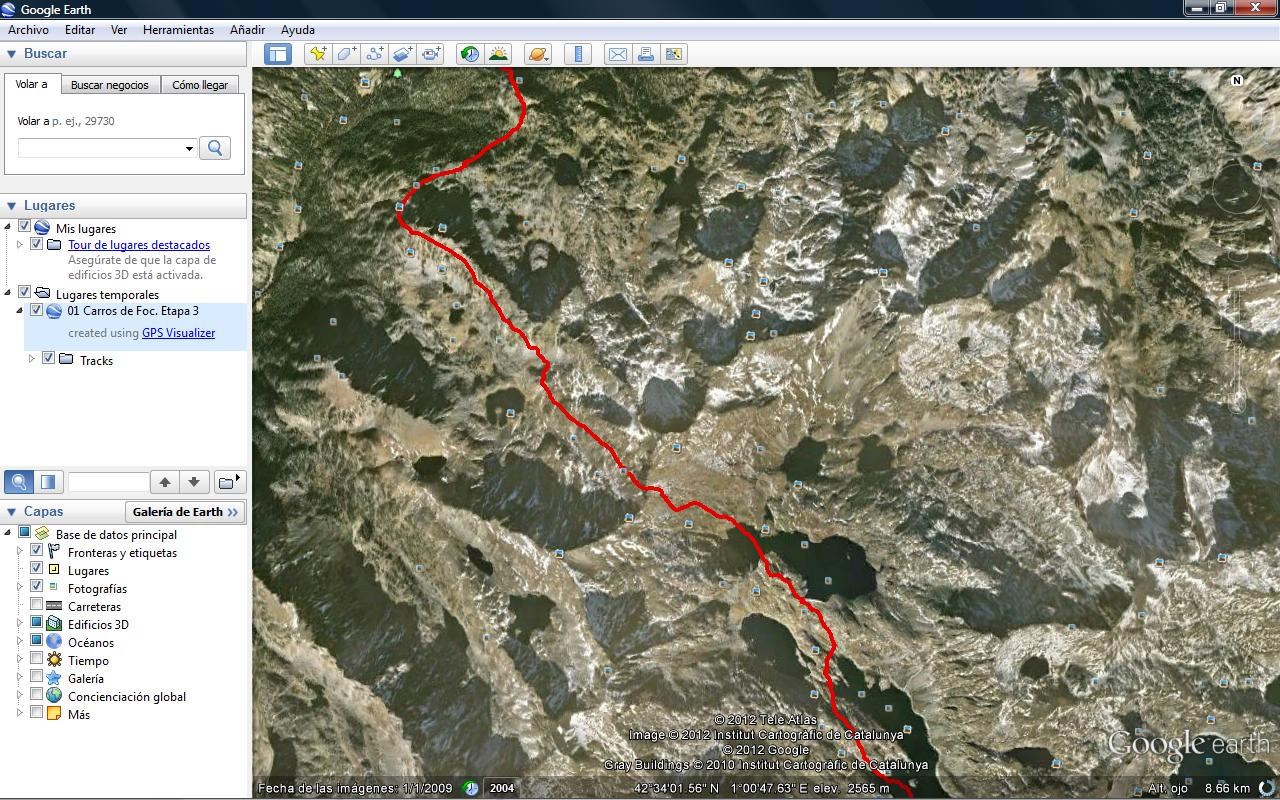 Google Earth
Archivo Editar Ver Herramientas Añadir Ayuda
Buscar
Volar a Buscar negocios Cómo llegar
Volar a p. ej., 29730
Lugares
Mis lugares
Tour de lugares destacados
Asegúrate de que la capa de
edificios 3D está activada.
Lugares temporales
01 Carros de Foc. Etapa 3
created using GPS Visualizer
Tracks
Capas Galería de Earth >>
Base de datos principal
Fronteras y etiquetas
Lugares
Fotografías
Carreteras
Edificios 3D
Océanos
Tiempo
Galería
Concienciación global
Más
N
© 2012 Tele Atlas
Image © 2012 Institut Cartogràfic de Catalunya
© 2012 Google
Gray Buildings © 2010 Institut Cartogràfic de Catalunya
Google earth
Fecha de las imágenes: 1/1/2009 2004 42°34'01.56" N 1°00'47.63" E elev. 2565 m Alt. ojo 8.66 km